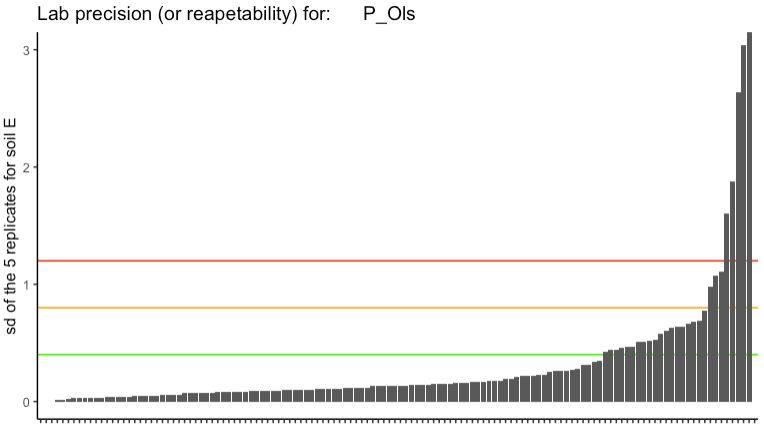 Lab precision (or reapetability) for: P_Ols
3
2
1
0
sd of the 5 replicates for soil E